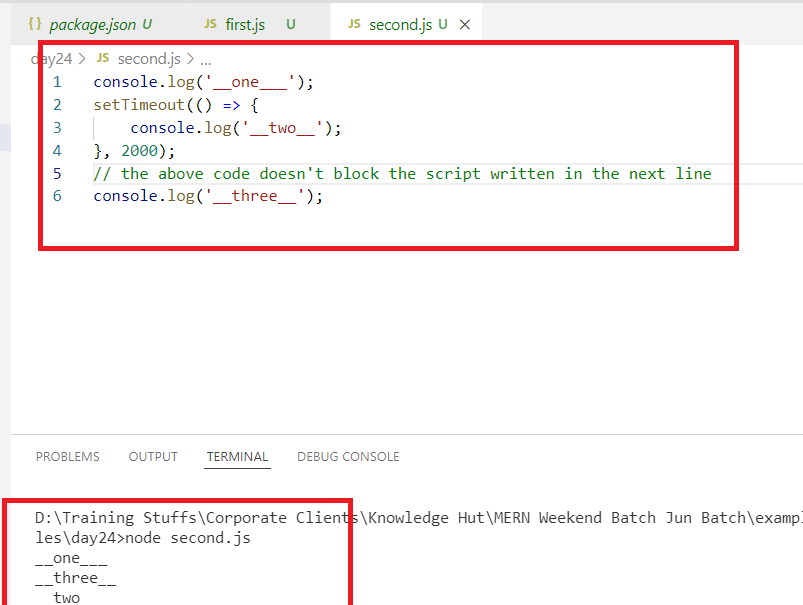 {} package.json U JS first.js U JS second.js U ×
day24 > JS second.js > ...
1 console.log('__one___');
2 setTimeout(() => {
3 console.log('__two__');
4 }, 2000);
5 // the above code doesn't block the script written in the next line
6 console.log('__three__');
PROBLEMS OUTPUT TERMINAL DEBUG CONSOLE
D:\Training Stuffs\Corporate Clients\Knowledge Hut\MERN Weekend Batch Jun Batch\exampl
les\day24>node second.js
__one___
__three__
two